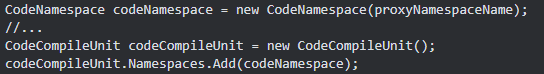 CodeNamespace codeNamespace = new CodeNamespace(proxyNamespaceName);
//...
CodeCompileUnit codeCompileUnit = new CodeCompileUnit();
codeCompileUnit.Namespaces.Add(codeNamespace);